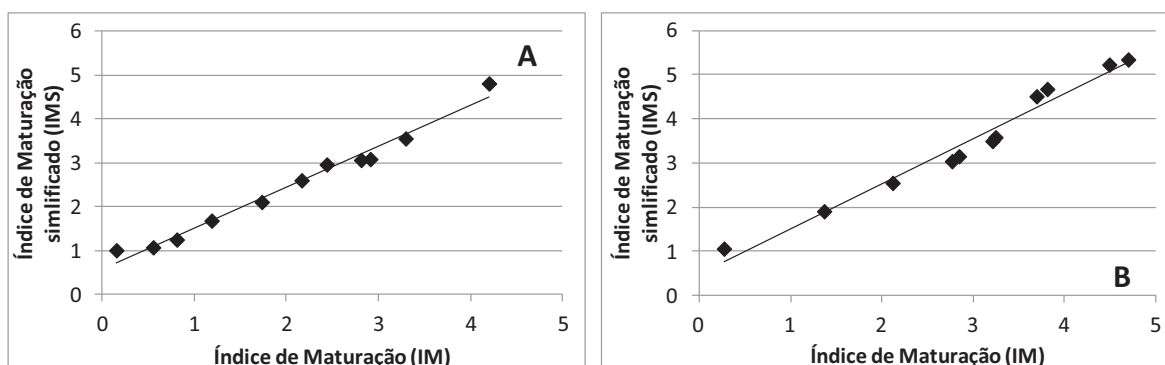 Índice de Maturação
simlificado (IMS)
6
5
4
3
2
1
0
A
0 1 2 3 4 5
Índice de Maturação (IM)
Índice de Maturação
simlificado (IMS)
6
5
4
3
2
1
0
B
0 1 2 3 4 5
Índice de Maturação (IM)